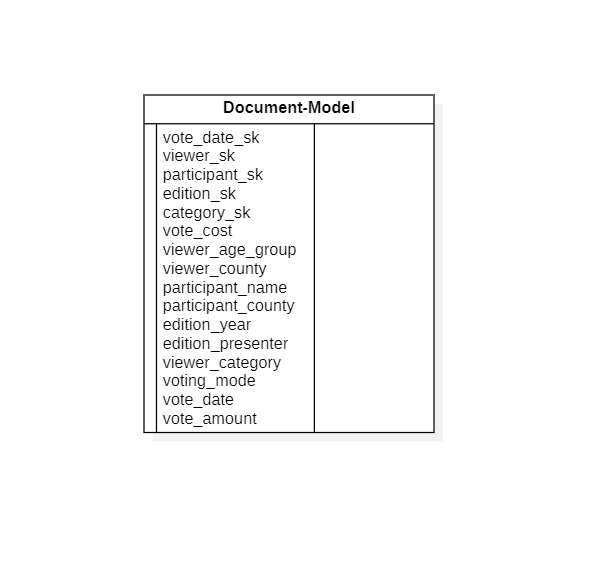 Document-Model
vote_date_sk
viewer_sk
participant_sk
edition_sk
category_sk
vote_cost
viewer_age_group
viewer_county
participant_name
participant_county
edition_year
edition_presenter
viewer_category
voting_mode
vote_date
vote_amount